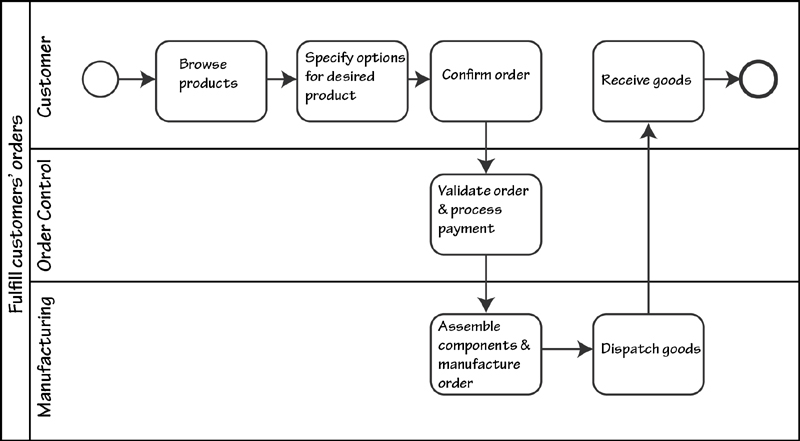 Fulfill customers' orders
Customer
Browse
products
Specify options
for desired
product
Confirm order
Receive goods
Order Control
Validate order
& process
payment
Manufacturing
Assemble
components &
manufacture
order
Dispatch goods